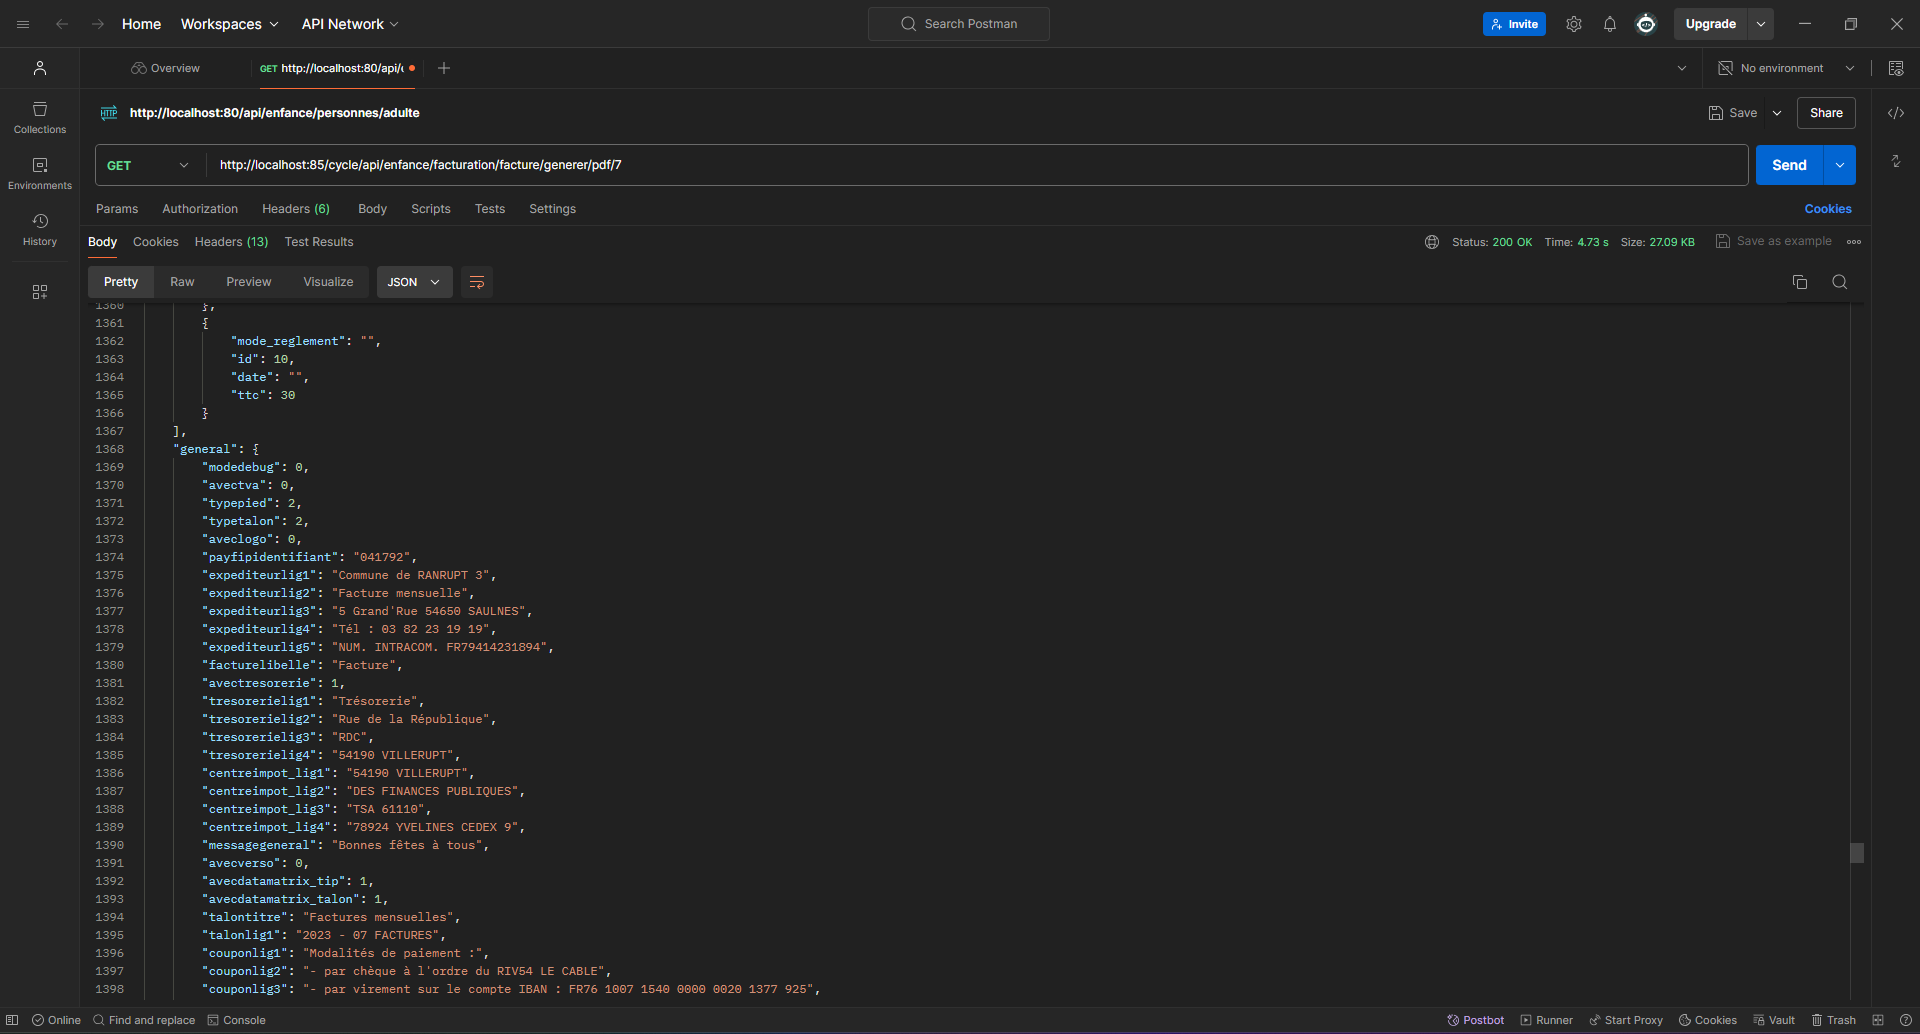 Home Workspaces API Network Search Postman Invite Upgrade
Overview GET http://localhost:80/api/ No environment
http://localhost:80/api/enfance/personnes/adulte Save Share
GET http://localhost:85/cycle/api/enfance/facturation/facture/generer/pdf/7 Send
Params Authorization Headers (6) Body Scripts Tests Settings Cookies
Body Cookies Headers (13) Test Results Status: 200 OK Time: 4.73 s Size: 27.09 KB Save as example
Pretty Raw Preview Visualize JSON
Collections
Environments
History
1360 },
1361 {
1362 "mode_reglement": "",
1363 "id": 10,
1364 "date": "",
1365 "ttc": 30
1366 }
1367 ],
1368 "general": {
1369 "modedebug": 0,
1370 "avectva": 0,
1371 "typepied": 2,
1372 "typetalon": 2,
1373 "aveclogo": 0,
1374 "payfipidentifiant": "041792",
1375 "expediteurlig1": "Commune de RANRUPT 3",
1376 "expediteurlig2": "Facture mensuelle",
1377 "expediteurlig3": "5 Grand'Rue 54650 SAULNES",
1378 "expediteurlig4": "Tél : 03 82 23 19 19",
1379 "expediteurlig5": "NUM. INTRACOM. FR79414231894",
1380 "facturelibelle": "Facture",
1381 "avectresorerie": 1,
1382 "tresorerielig1": "Trésorerie",
1383 "tresorerielig2": "Rue de la République",
1384 "tresorerielig3": "RDC",
1385 "tresorerielig4": "54190 VILLERUPT",
1386 "centreimpot_lig1": "54190 VILLERUPT",
1387 "centreimpot_lig2": "DES FINANCES PUBLIQUES",
1388 "centreimpot_lig3": "TSA 61110",
1389 "centreimpot_lig4": "78924 YVELINES CEDEX 9",
1390 "messagegeneral": "Bonnes fêtes à tous",
1391 "avecverso": 0,
1392 "avecdatamatrix_tip": 1,
1393 "avecdatamatrix_talon": 1,
1394 "talontitre": "Factures mensuelles",
1395 "talonlig1": "2023 - 07 FACTURES",
1396 "couponlig1": "Modalités de paiement :",
1397 "couponlig2": "- par chèque à l'ordre du RIV54 LE CABLE",
1398 "couponlig3": "- par virement sur le compte IBAN : FR76 1007 1540 0000 0020 1377 925",
Online Find and replace Console Postbot Runner Start Proxy Cookies Vault Trash